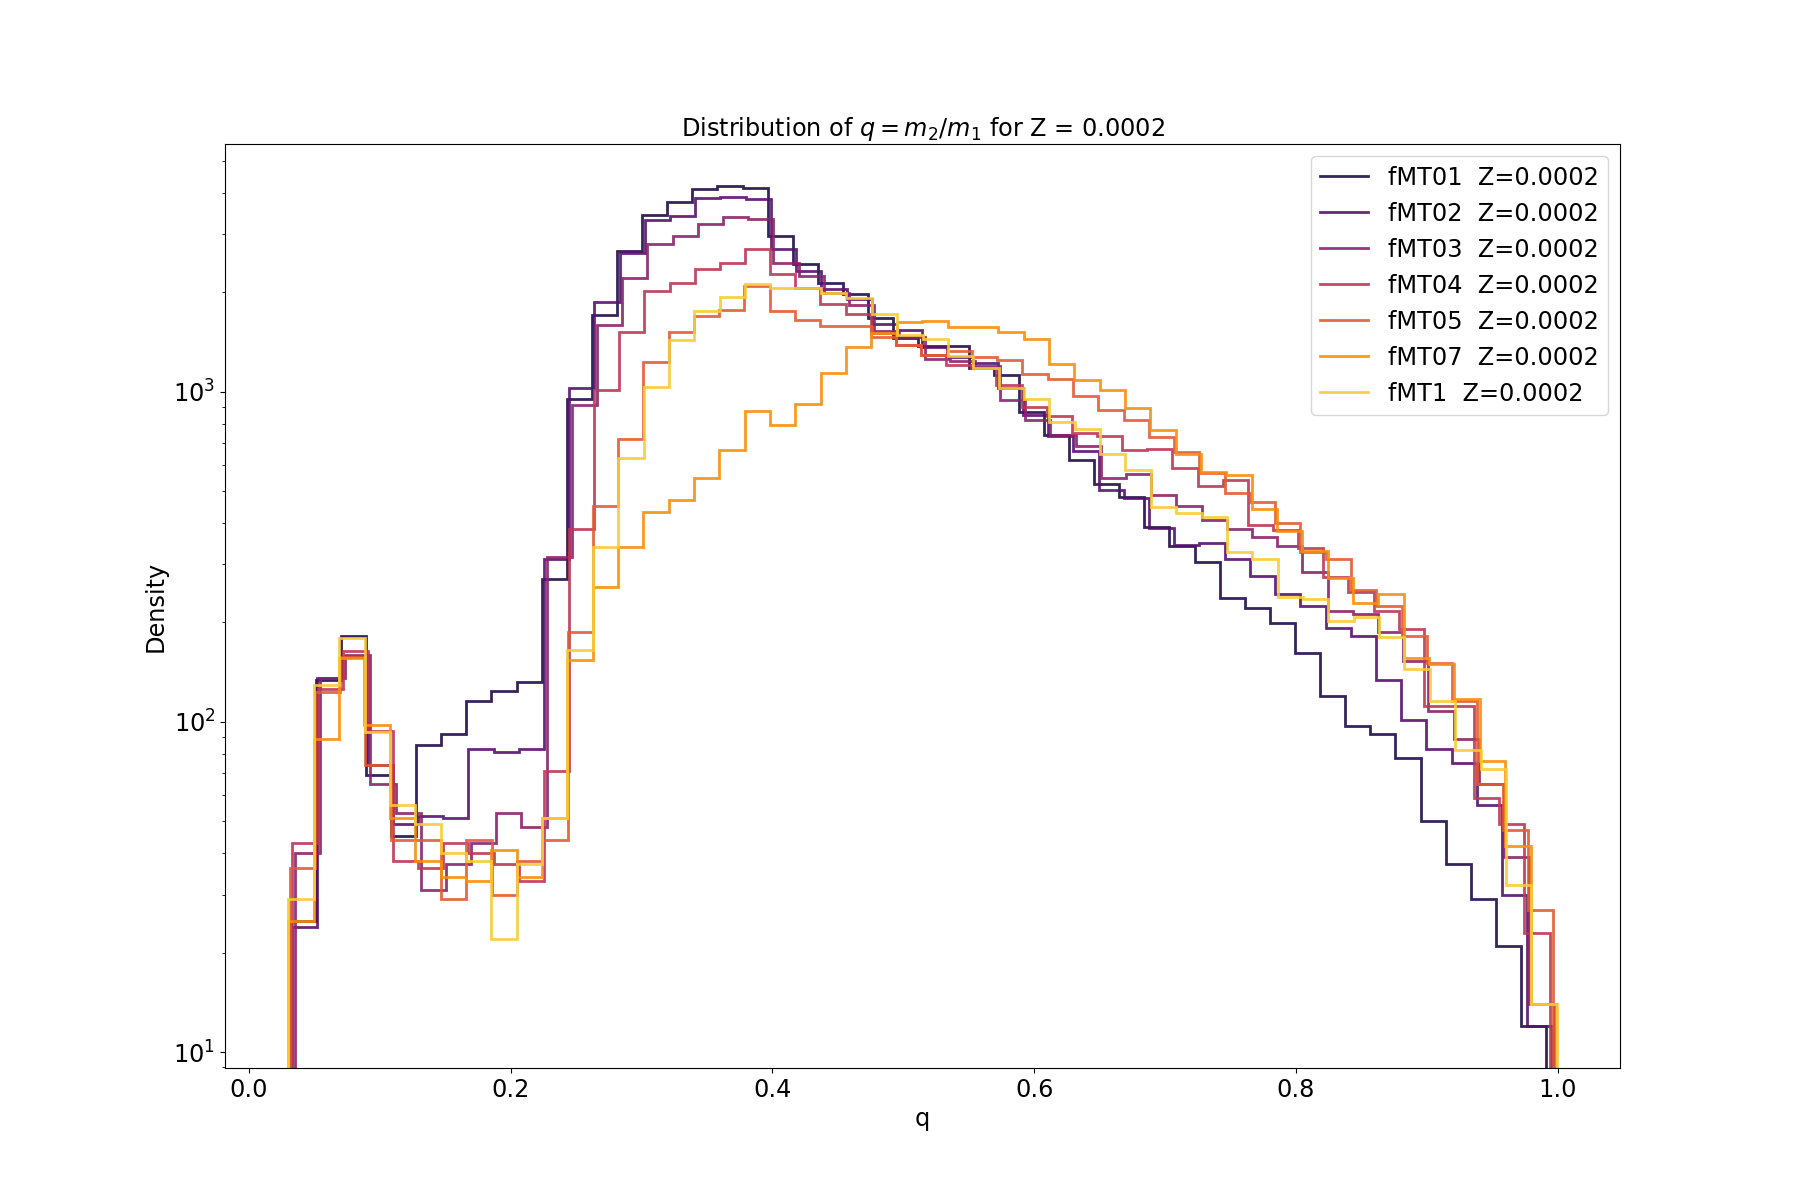 Distribution of q = m₂/m₁ for Z = 0.0002
fMT01 Z=0.0002
fMT02 Z=0.0002
fMT03 Z=0.0002
fMT04 Z=0.0002
fMT05 Z=0.0002
fMT07 Z=0.0002
fMT1 Z=0.0002
Density
10³
10²
10¹
0.0 0.2 0.4 0.6 0.8 1.0
q